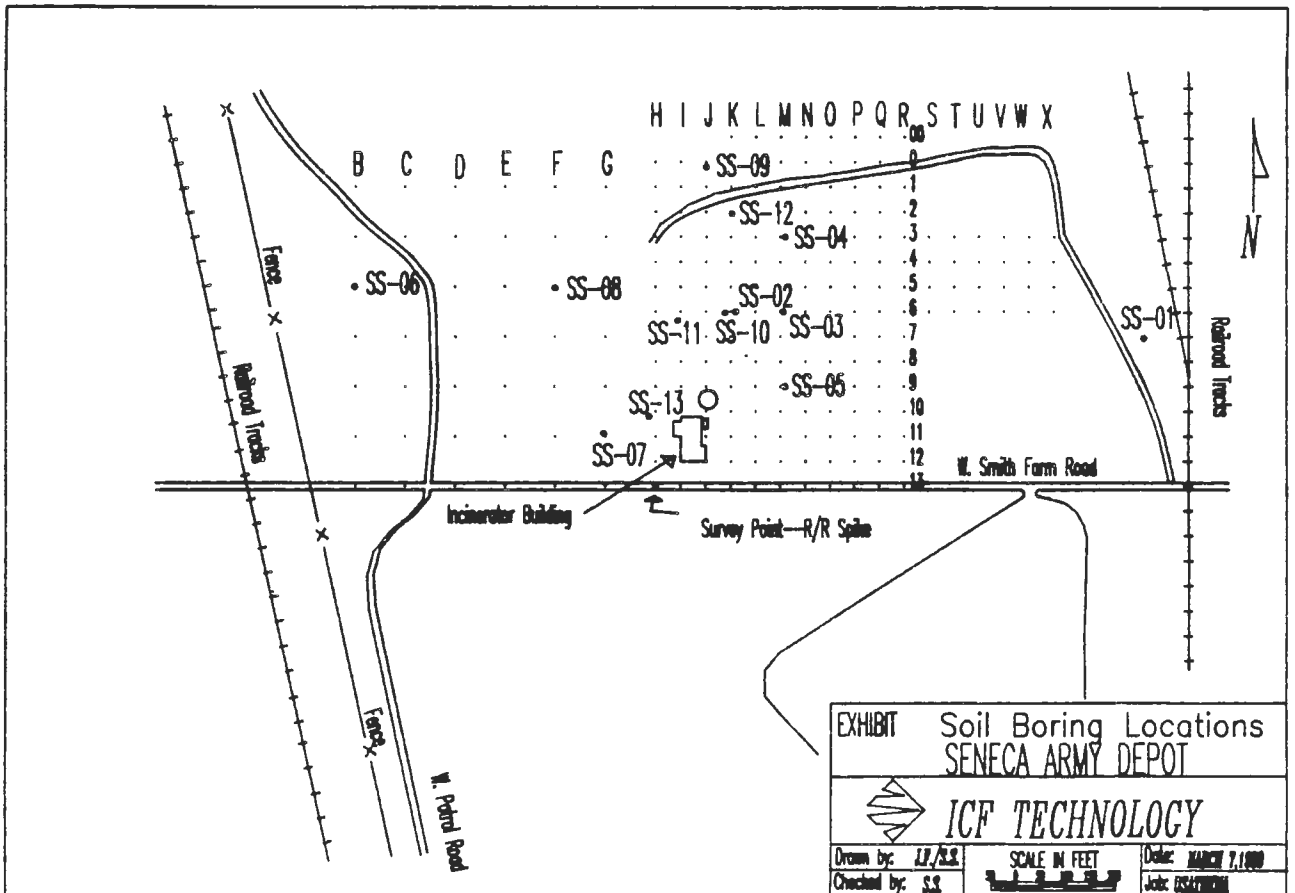 H I J K L M N O P Q R S T U V W X
00
B C D E F G
0
SS-09
1
SS-12
2
SS-04
3
4
Fence
SS-06
SS-08
5
SS-02
6
SS-11
SS-10
SS-03
7
SS-01
8
Railroad Tracks
Railroad Tracks
SS-05
9
SS-13
10
SS-07
11
12
13
W. Smith Farm Road
Incinerator Building
Survey Point—R/R Spike
N
Fence
W. Patrol Road
EXHIBIT Soil Boring Locations
SENECA ARMY DEPOT
ICF TECHNOLOGY
Drawn by: J.P./S.S.
SCALE IN FEET
Date: MARCH 7,
Checked by: S.S.
Job: